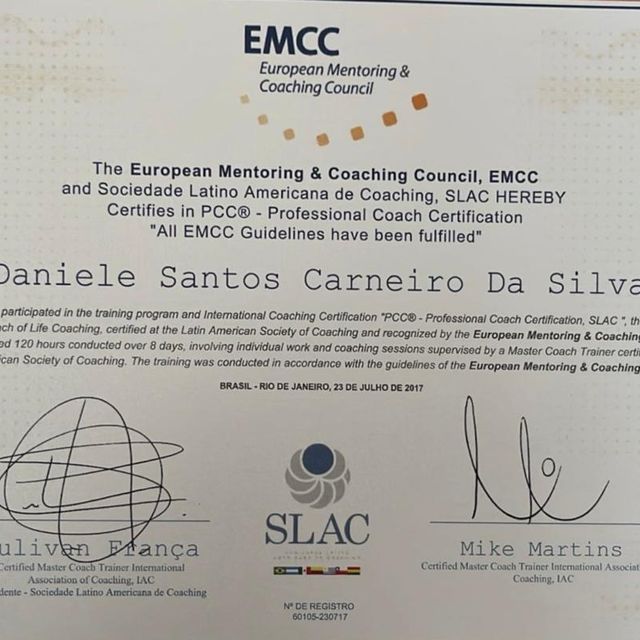 EMCC
European Mentoring &
Coaching Council
The European Mentoring & Coaching Council, EMCC
and Sociedade Latino Americana de Coaching, SLAC HEREBY
Certifies in PCC® - Professional Coach Certification
"All EMCC Guidelines have been fulfilled"
Daniele Santos Carneiro Da Silva
participated in the training program and International Coaching Certification "PCC® - Professional Coach Certification, SLAC ", th
ch of Life Coaching, certified at the Latin American Society of Coaching and recognized by the European Mentoring & Coaching
ed 120 hours conducted over 8 days, involving individual work and coaching sessions supervised by a Master Coach Trainer certi
ican Society of Coaching. The training was conducted in accordance with the guidelines of the European Mentoring & Coaching
BRASIL - RIO DE JANEIRO, 23 DE JULHO DE 2017
SLAC
ulivan França
Certified Master Coach Trainer International
Association of Coaching, IAC
dente - Sociedade Latino Americana de Coaching
Mike Martins
Certified Master Coach Trainer International Associat
Coaching, IAC
Nº DE REGISTRO
60105-230717